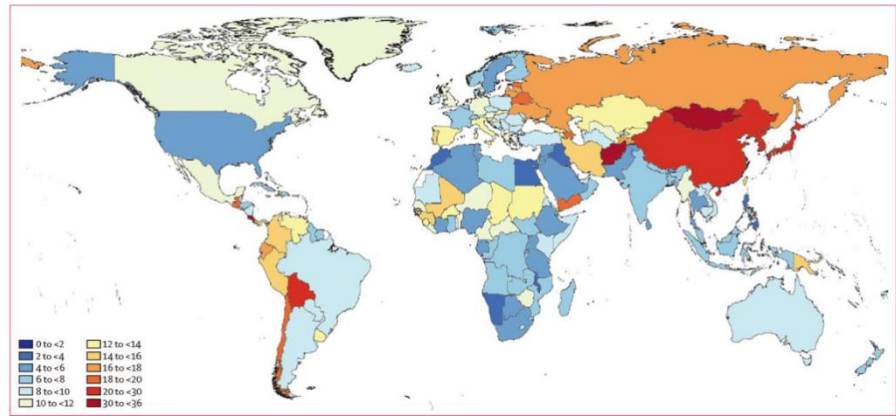 0 to <2
2 to <4
4 to <6
6 to <8
8 to <10
10 to <12
12 to <14
14 to <16
16 to <18
18 to <20
20 to <30
30 to <36